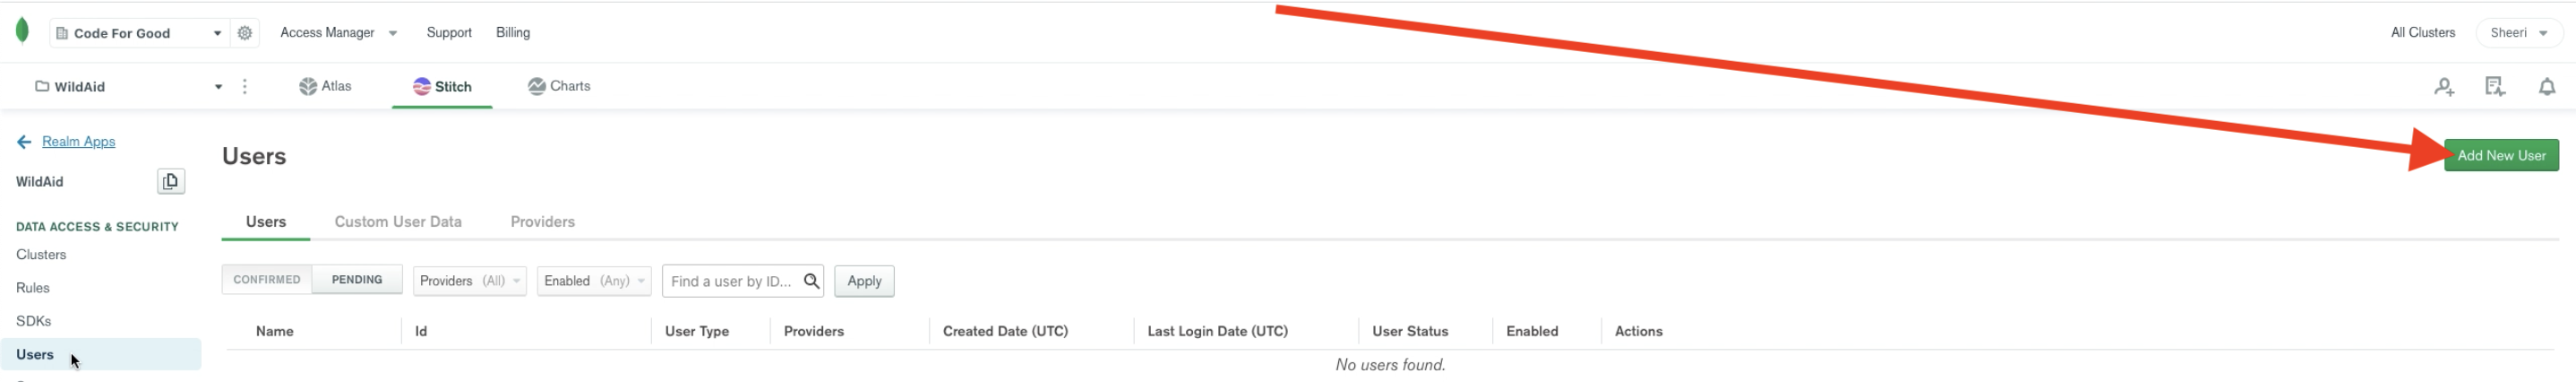 Code For Good Access Manager Support Billing All Clusters Sheeri
WildAid Atlas Stitch Charts
Realm Apps
Users
Add New User
WildAid
DATA ACCESS & SECURITY
Users Custom User Data Providers
Clusters
CONFIRMED PENDING Providers (All) Enabled (Any) Find a user by ID... Apply
Rules
SDKs
Name Id User Type Providers Created Date (UTC) Last Login Date (UTC) User Status Enabled Actions
Users
No users found.